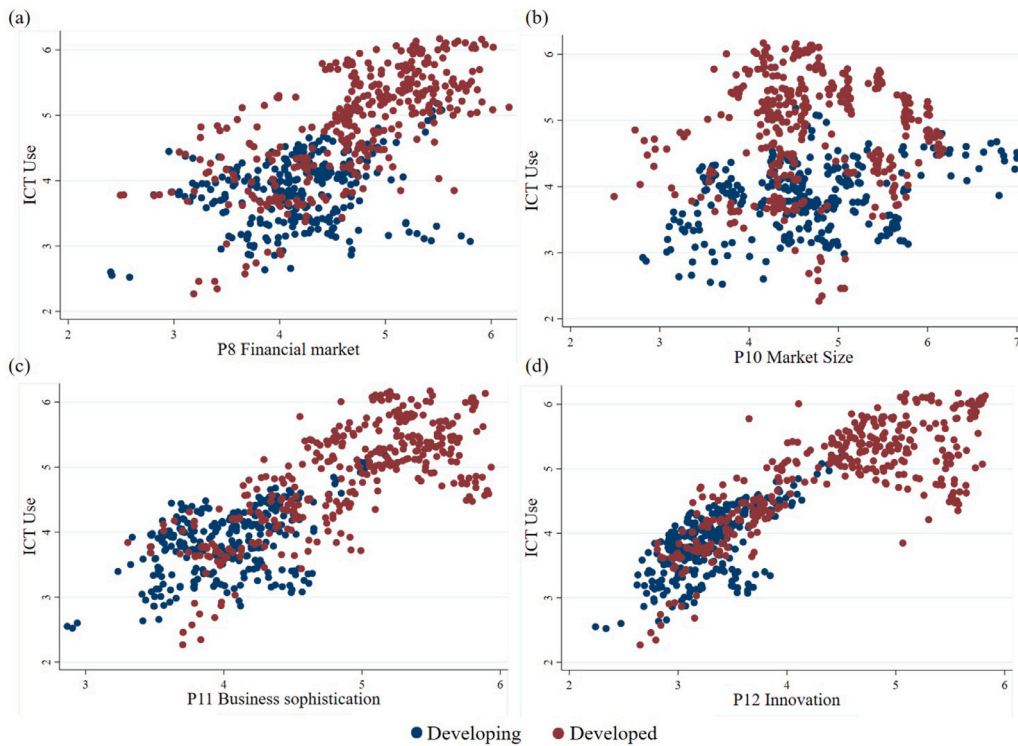 (a)
ICT Use
6
5
4
3
2
2 3 4 5 6
P8 Financial market
(b)
ICT Use
6
5
4
3
2
2 3 4 5 6 7
P10 Market Size
(c)
ICT Use
6
5
4
3
2
3 4 5 6
P11 Business sophistication
(d)
ICT Use
6
5
4
3
2
2 3 4 5 6
P12 Innovation
Developing Developed